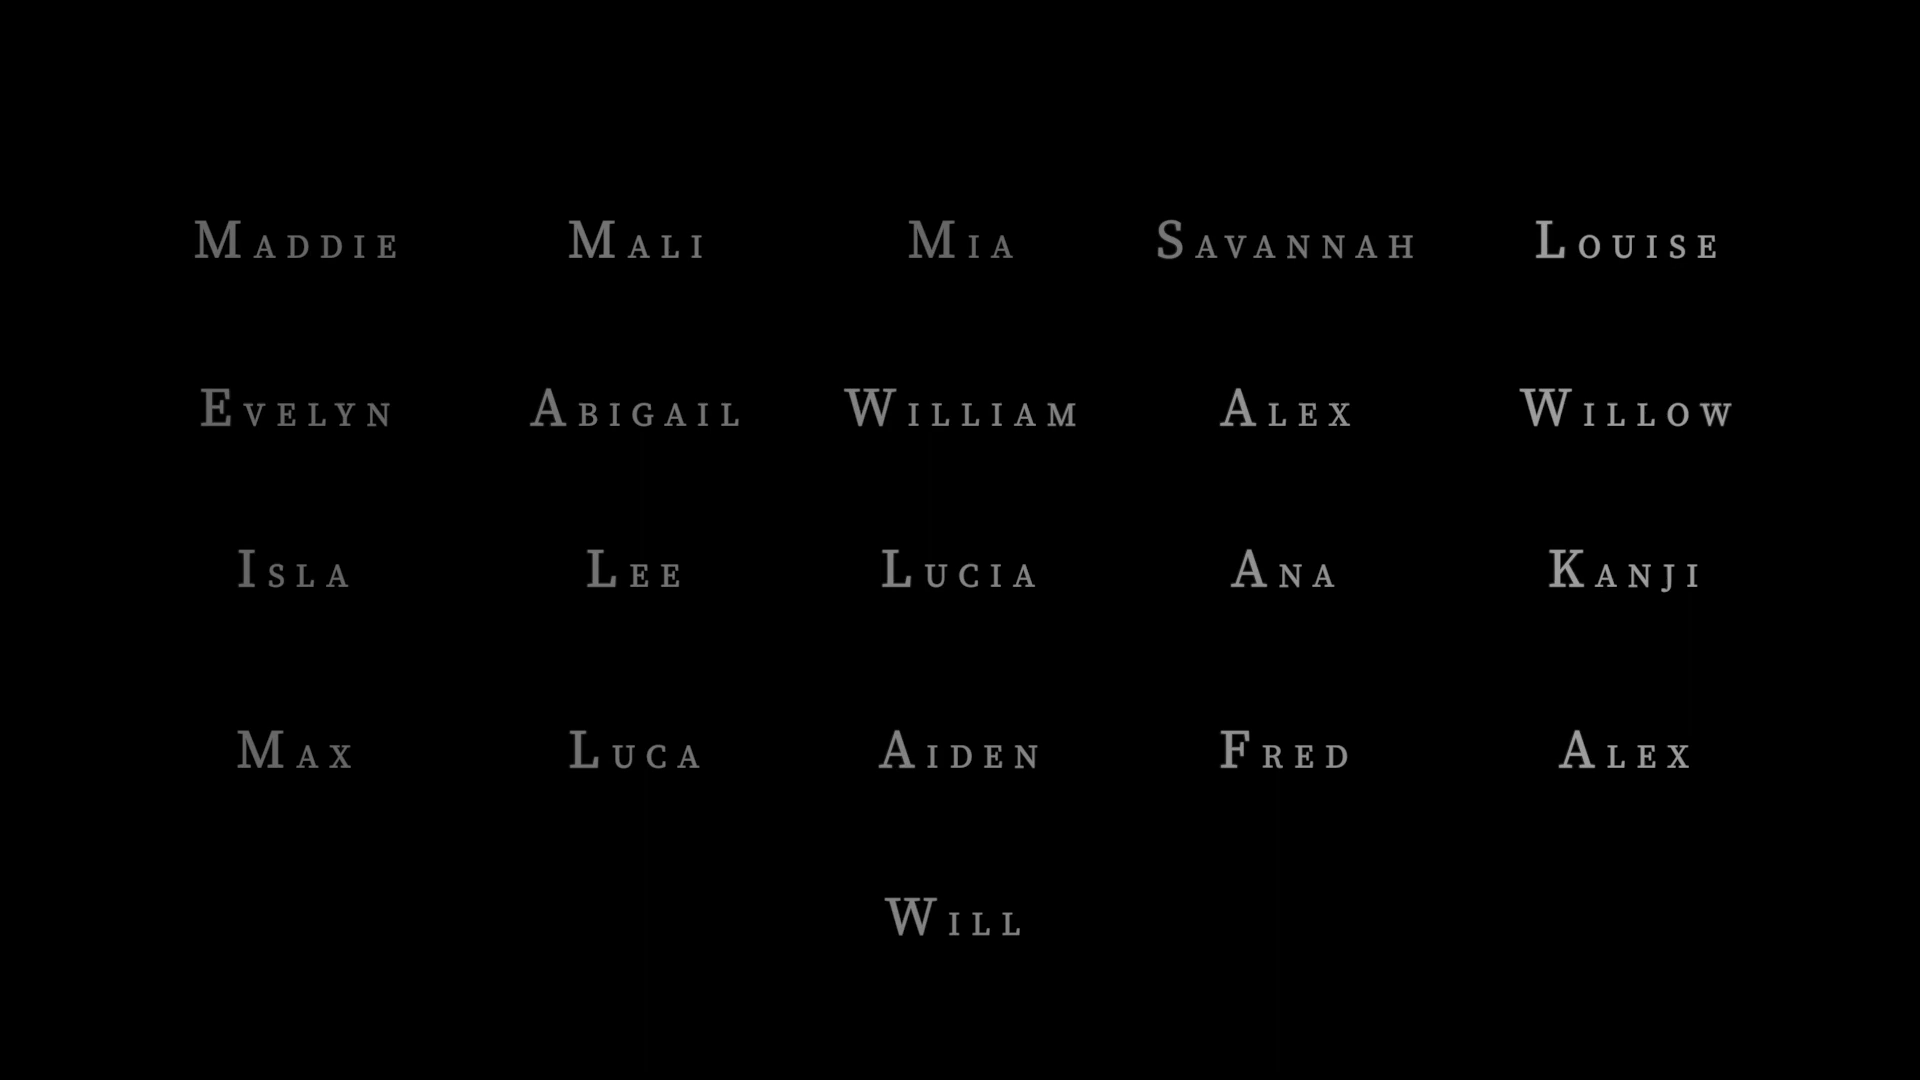 Maddie Mali Mia Savannah Louise
Evelyn Abigail William Alex Willow
Isla Lee Lucia Ana Kanji
Max Luca Aiden Fred Alex
Will